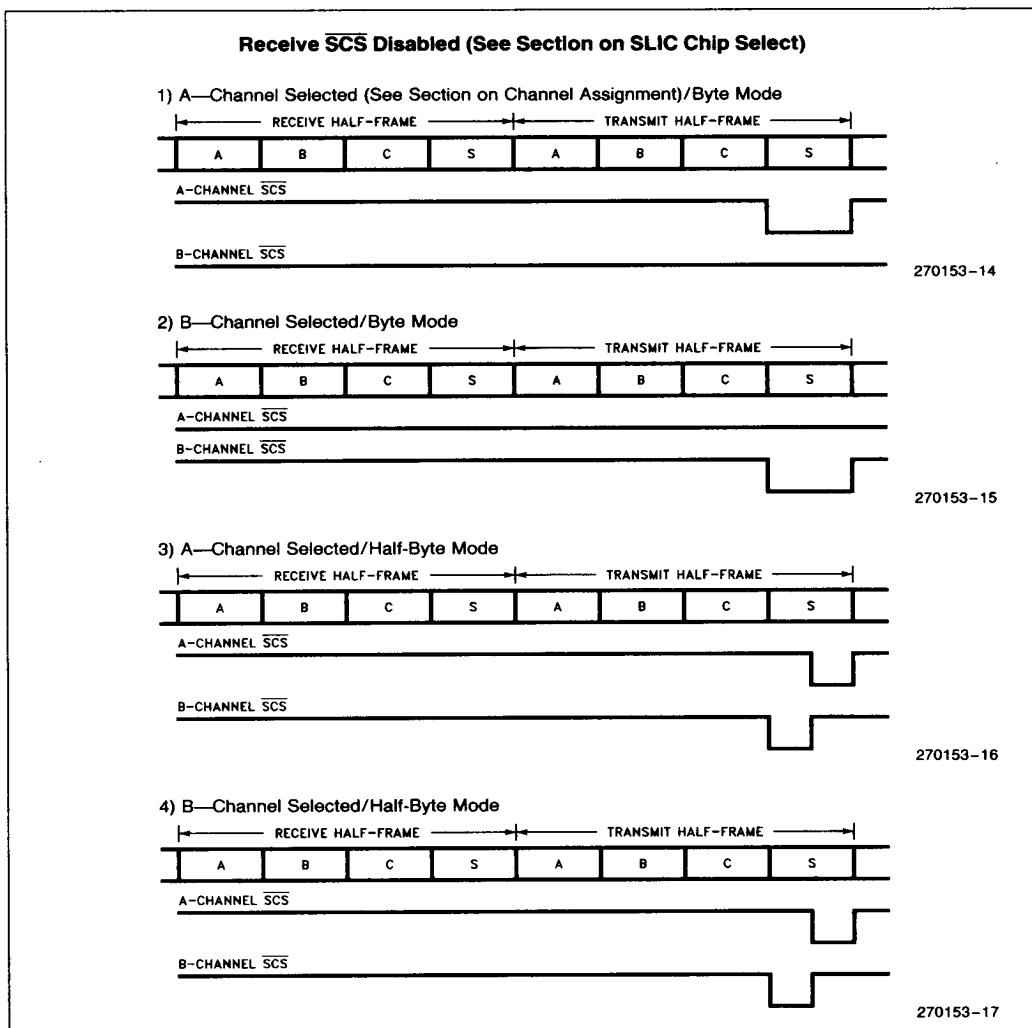 Receive SCS Disabled (See Section on SLIC Chip Select)
1) A—Channel Selected (See Section on Channel Assignment)/Byte Mode
RECEIVE HALF-FRAME TRANSMIT HALF-FRAME
A B C S A B C S
A-CHANNEL SCS
B-CHANNEL SCS
270153-14
2) B—Channel Selected/Byte Mode
RECEIVE HALF-FRAME TRANSMIT HALF-FRAME
A B C S A B C S
A-CHANNEL SCS
B-CHANNEL SCS
270153-15
3) A—Channel Selected/Half-Byte Mode
RECEIVE HALF-FRAME TRANSMIT HALF-FRAME
A B C S A B C S
A-CHANNEL SCS
B-CHANNEL SCS
270153-16
4) B—Channel Selected/Half-Byte Mode
RECEIVE HALF-FRAME TRANSMIT HALF-FRAME
A B C S A B C S
A-CHANNEL SCS
B-CHANNEL SCS
270153-17